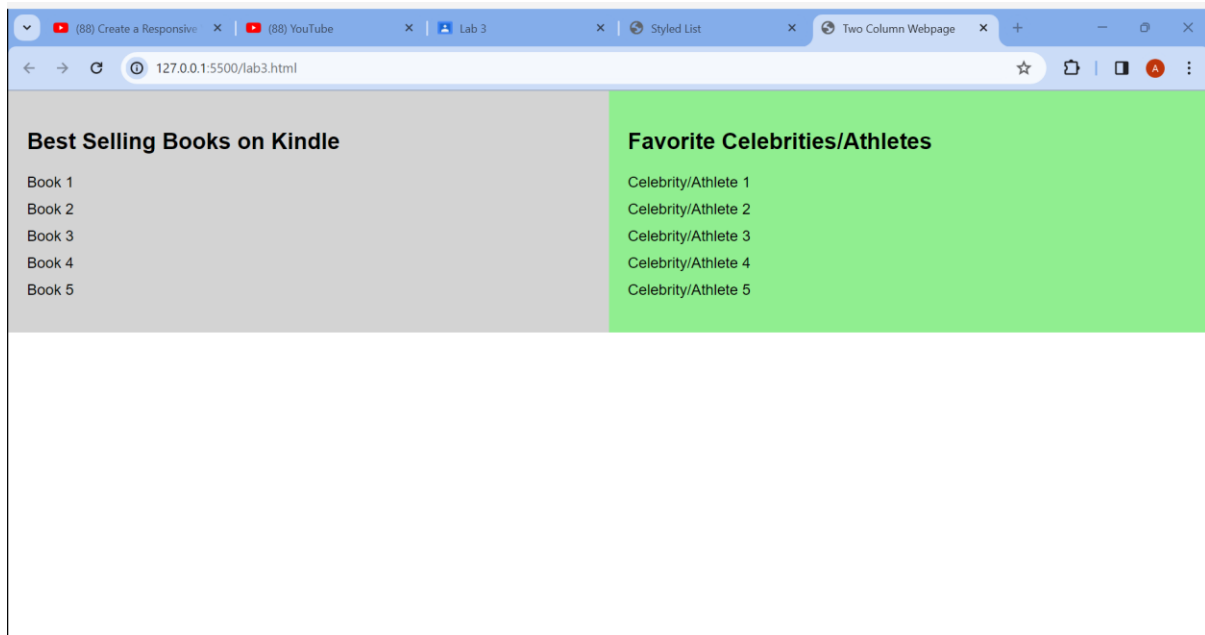 (88) Create a Responsive
(88) YouTube
Lab 3
Styled List
Two Column Webpage
127.0.0.1:5500/lab3.html
A
Best Selling Books on Kindle
Book 1
Book 2
Book 3
Book 4
Book 5
Favorite Celebrities/Athletes
Celebrity/Athlete 1
Celebrity/Athlete 2
Celebrity/Athlete 3
Celebrity/Athlete 4
Celebrity/Athlete 5